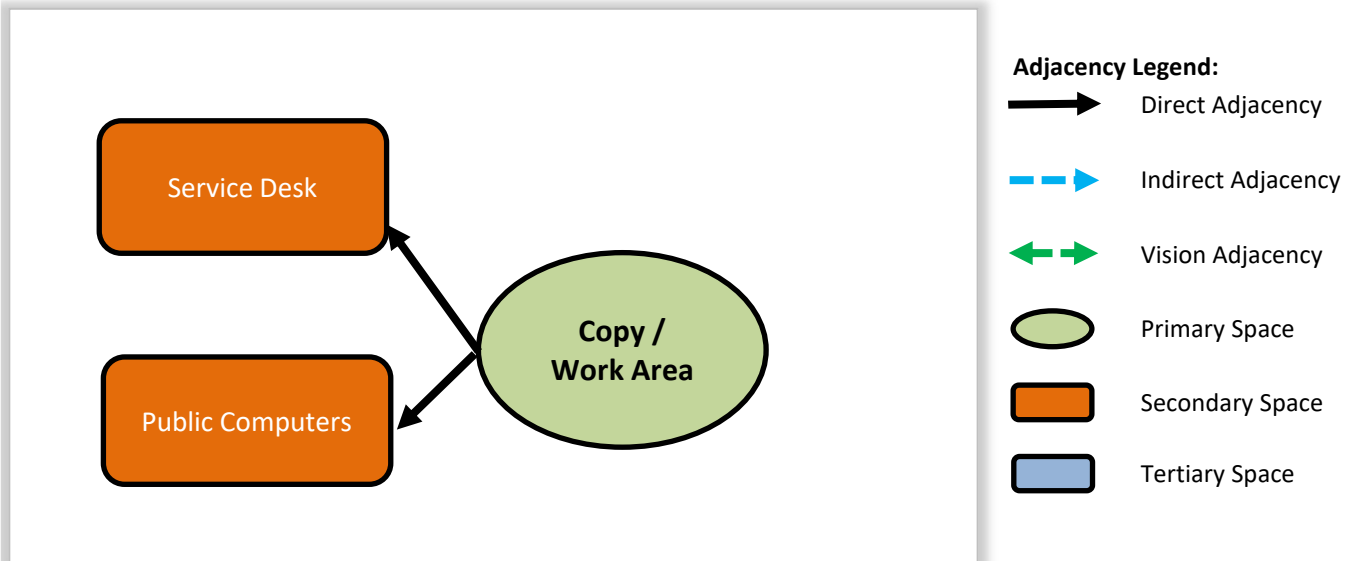 Adjacency Legend:
Direct Adjacency
Service Desk
Indirect Adjacency
Vision Adjacency
Copy /
Work Area
Primary Space
Public Computers
Secondary Space
Tertiary Space